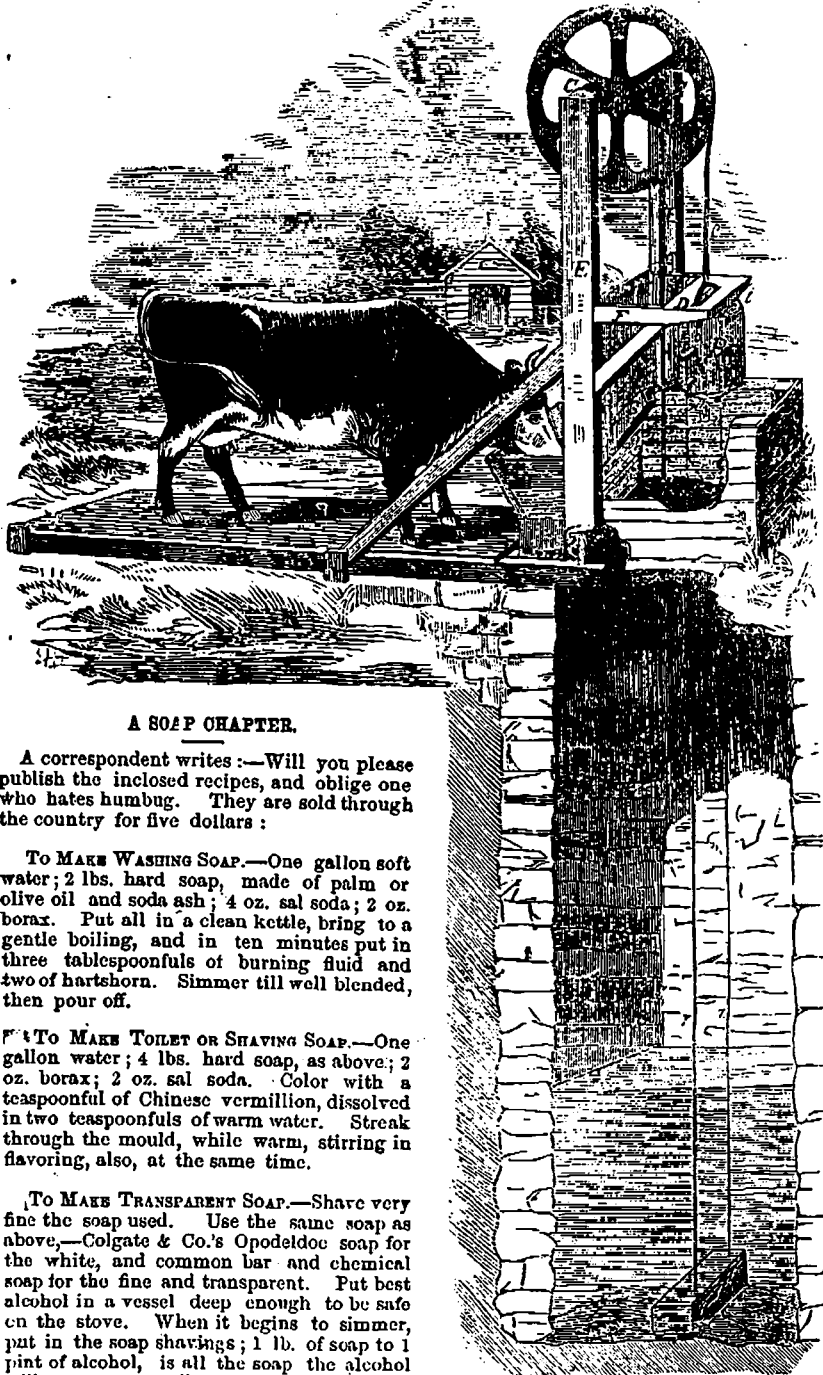 C
E
F
D
A SOAP CHAPTER.
A correspondent writes :—Will you please
publish the inclosed recipes, and oblige one
who hates humbug. They are sold through
the country for five dollars :
To Make Washing Soap.—One gallon soft
water; 2 lbs. hard soap, made of palm or
olive oil and soda ash; 4 oz. sal soda; 2 oz.
borax. Put all in a clean kettle, bring to a
gentle boiling, and in ten minutes put in
three tablespoonfuls of burning fluid and
two of hartshorn. Simmer till well blended,
then pour off.
To Make Toilet or Shaving Soap.—One
gallon water; 4 lbs. hard soap, as above; 2
oz. borax; 2 oz. sal soda. Color with a
teaspoonful of Chinese vermillion, dissolved
in two teaspoonfuls of warm water. Streak
through the mould, while warm, stirring in
flavoring, also, at the same time.
To Make Transparent Soap.—Shave very
fine the soap used. Use the same soap as
above,—Colgate & Co.'s Opodeldoc soap for
the white, and common bar and chemical
soap for the fine and transparent. Put best
alcohol in a vessel deep enough to be safe
on the stove. When it begins to simmer,
put in the soap shavings; 1 lb. of soap to 1
pint of alcohol, is all the soap the alcohol